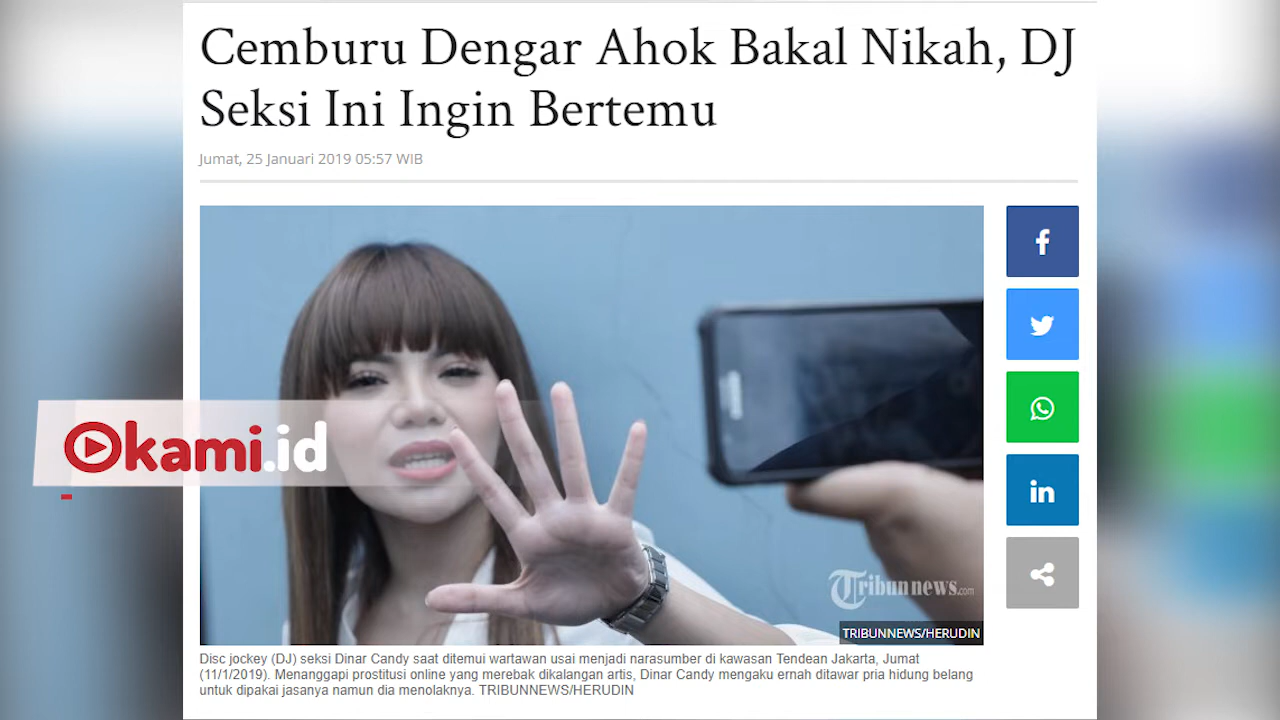 Cemburu Dengar Ahok Bakal Nikah, DJ
Seksi Ini Ingin Bertemu
Jumat, 25 Januari 2019 05:57 WIB
Okami.id
Tribunnews.com
TRIBUNNEWS/HERUDIN
Disc jockey (DJ) seksi Dinar Candy saat ditemui wartawan usai menjadi narasumber di kawasan Tendean Jakarta, Jumat
(11/1/2019). Menanggapi prostitusi online yang merebak dikalangan artis, Dinar Candy mengaku ernah ditawar pria hidung belang
untuk dipakai jasanya namun dia menolaknya. TRIBUNNEWS/HERUDIN